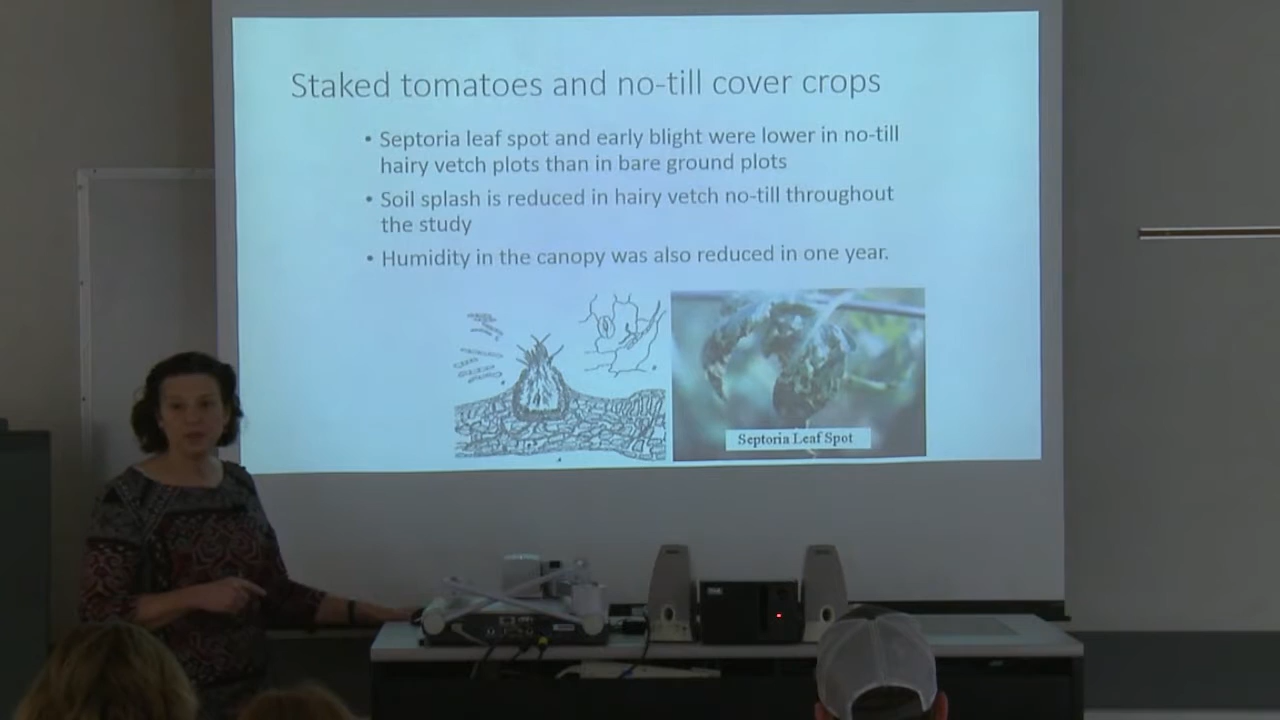 Staked tomatoes and no-till cover crops
• Septoria leaf spot and early blight were lower in no-till
hairy vetch plots than in bare ground plots
• Soil splash is reduced in hairy vetch no-till throughout
the study
• Humidity in the canopy was also reduced in one year.
Septoria Leaf Spot